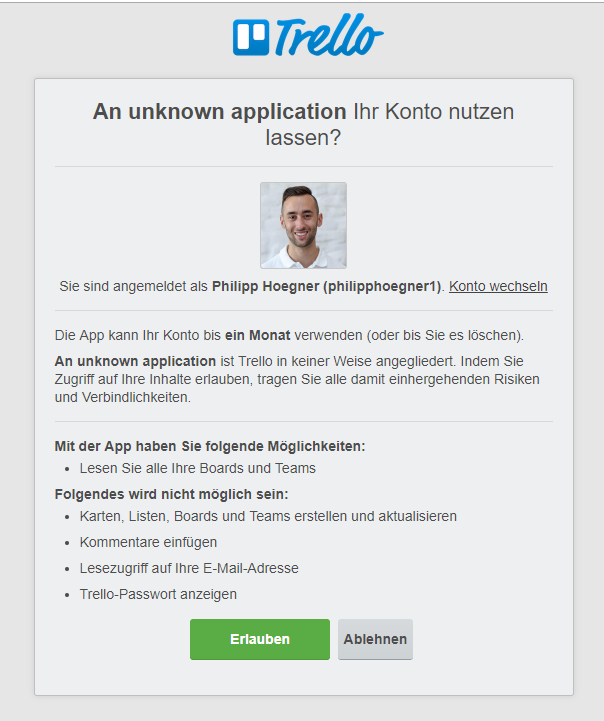 Trello
An unknown application Ihr Konto nutzen
lassen?
Sie sind angemeldet als Philipp Hoegner (philipphoegner1). Konto wechseln
Die App kann Ihr Konto bis ein Monat verwenden (oder bis Sie es löschen).
An unknown application ist Trello in keiner Weise angegliedert. Indem Sie
Zugriff auf Ihre Inhalte erlauben, tragen Sie alle damit einhergehenden Risiken
und Verbindlichkeiten.
Mit der App haben Sie folgende Möglichkeiten:
• Lesen Sie alle Ihre Boards und Teams
Folgendes wird nicht möglich sein:
• Karten, Listen, Boards und Teams erstellen und aktualisieren
• Kommentare einfügen
• Lesezugriff auf Ihre E-Mail-Adresse
• Trello-Passwort anzeigen
Erlauben Ablehnen